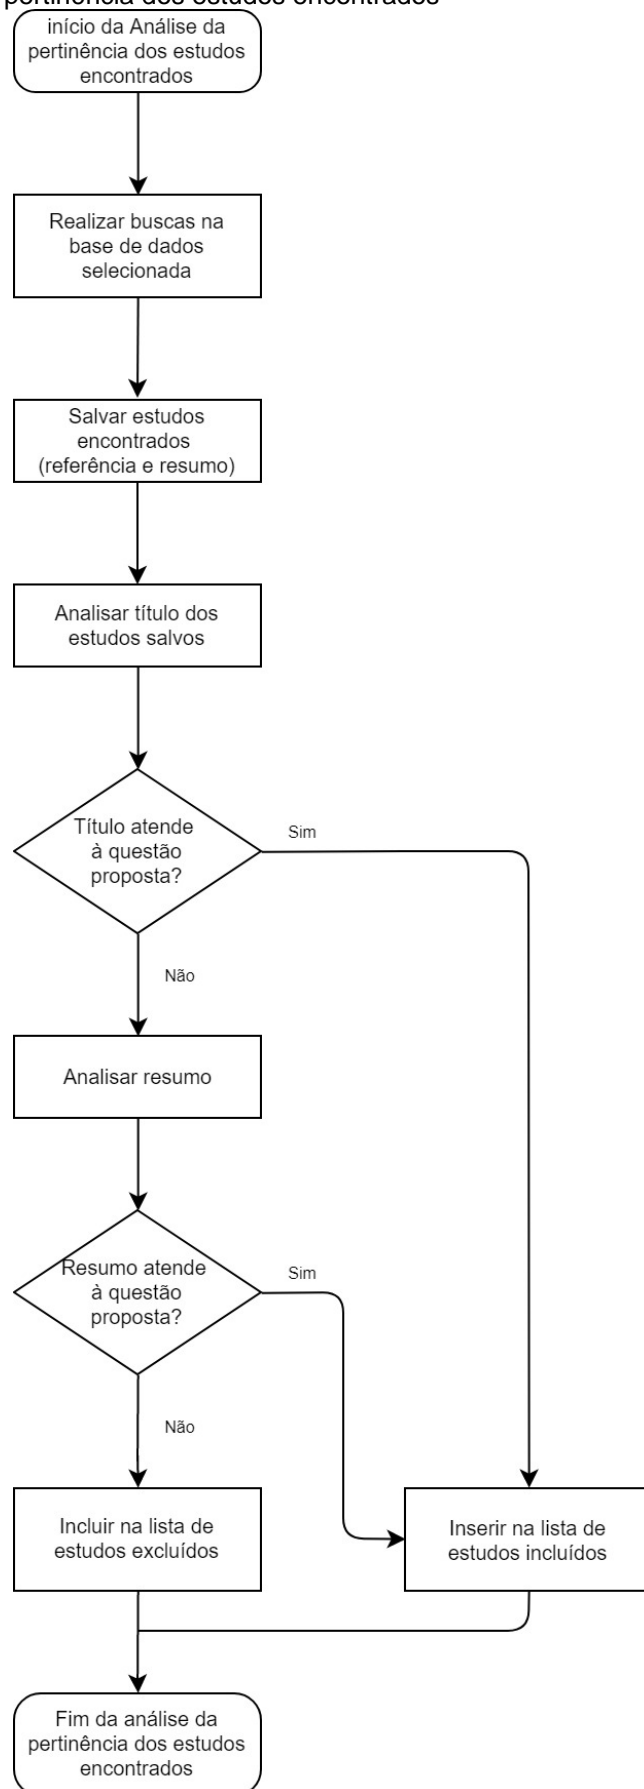 pertinência dos estudos encontrados
início da Análise da
pertinência dos estudos
encontrados
Realizar buscas na
base de dados
selecionada
Salvar estudos
encontrados
(referência e resumo)
Analisar título dos
estudos salvos
Título atende
à questão
proposta?
Sim
Não
Analisar resumo
Resumo atende
à questão
proposta?
Sim
Não
Incluir na lista de
estudos excluídos
Inserir na lista de
estudos incluídos
Fim da análise da
pertinência dos estudos
encontrados